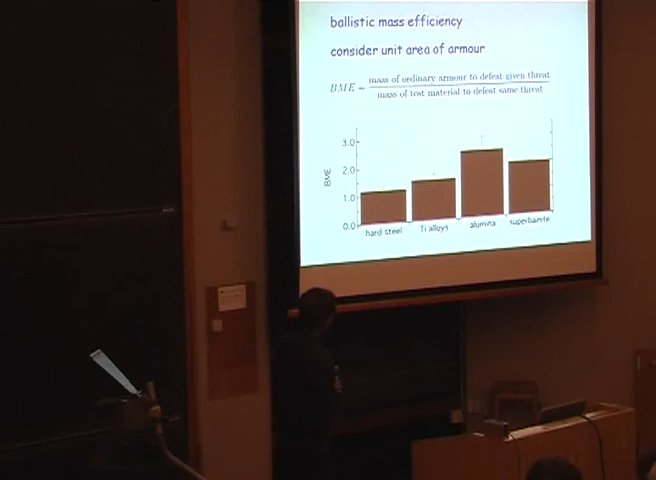 ballistic mass efficiency
consider unit area of armour
BME = mass of ordinary armour to defeat given threat
mass of test material to defeat same threat
3.0
2.0
1.0
0.0
BME
hard steel Ti alloys alumina superbainite